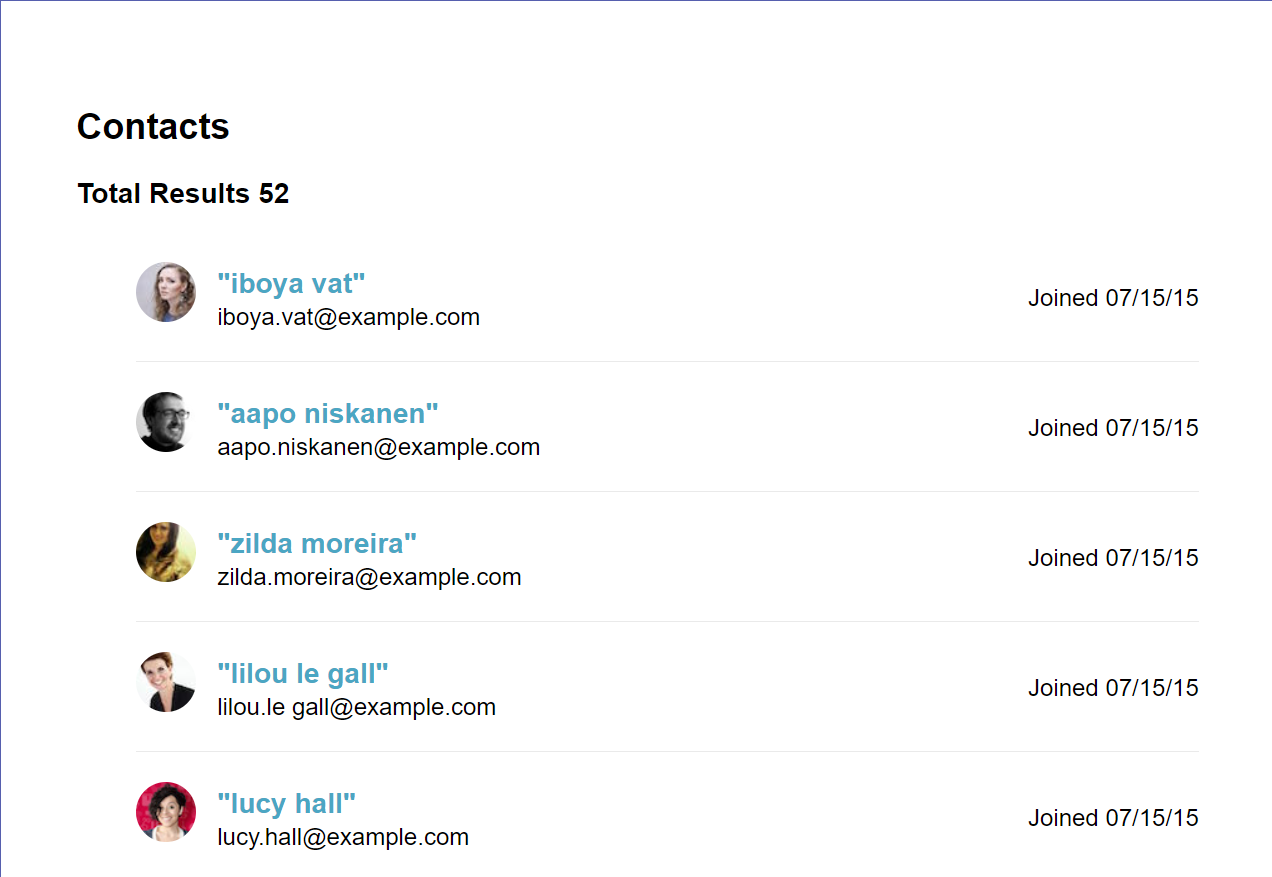 Contacts
Total Results 52
"iboya vat"
iboya.vat@example.com
Joined 07/15/15
"aapo niskanen"
aapo.niskanen@example.com
Joined 07/15/15
"zilda moreira"
zilda.moreira@example.com
Joined 07/15/15
"lilou le gall"
lilou.le gall@example.com
Joined 07/15/15
"lucy hall"
lucy.hall@example.com
Joined 07/15/15